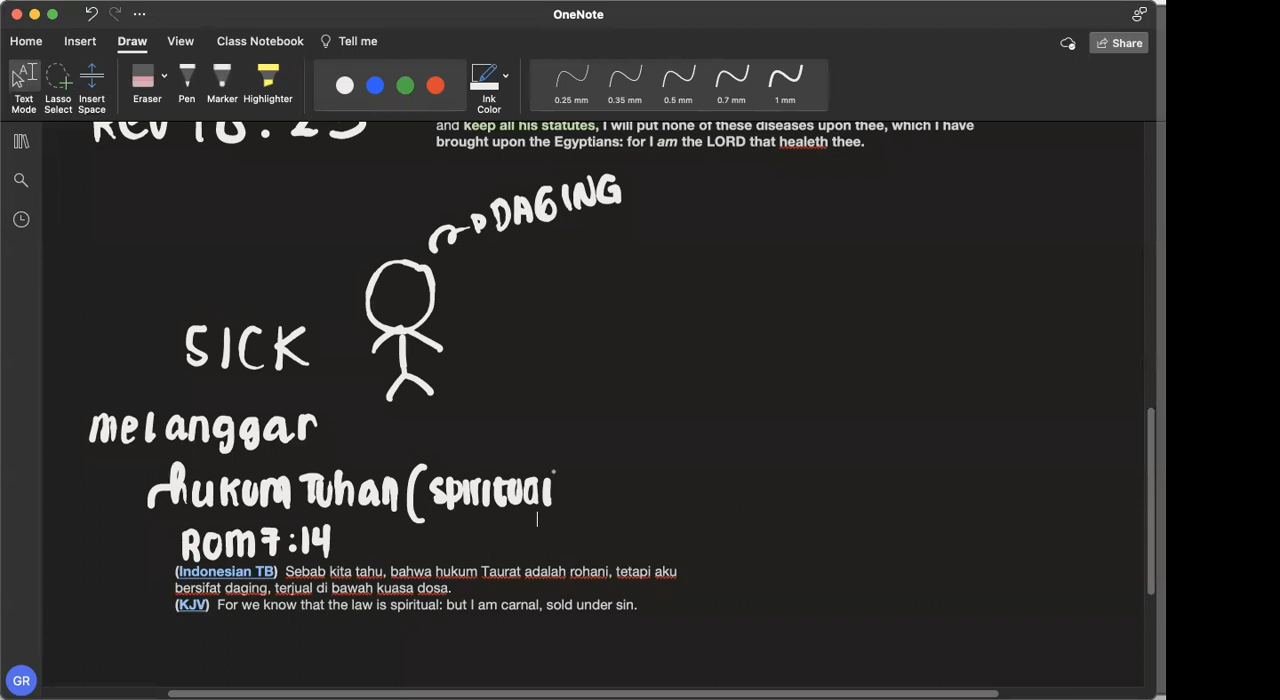 OneNote
Home Insert Draw View Class Notebook Tell me
Share
Text Mode
Lasso Select
Insert Space
Eraser
Pen
Marker
Highlighter
Ink Color
0.25 mm 0.35 mm 0.5 mm 0.7 mm 1 mm
Rev 18:23
and keep all his statutes, I will put none of these diseases upon thee, which I have
brought upon the Egyptians: for I am the LORD that healeth thee.
DAGING
SICK
melanggar
hukum Tuhan (spiritual
ROM 7:14
(Indonesian TB) Sebab kita tahu, bahwa hukum Taurat adalah rohani, tetapi aku
bersifat daging, terjual di bawah kuasa dosa.
(KJV) For we know that the law is spiritual: but I am carnal, sold under sin.
GR